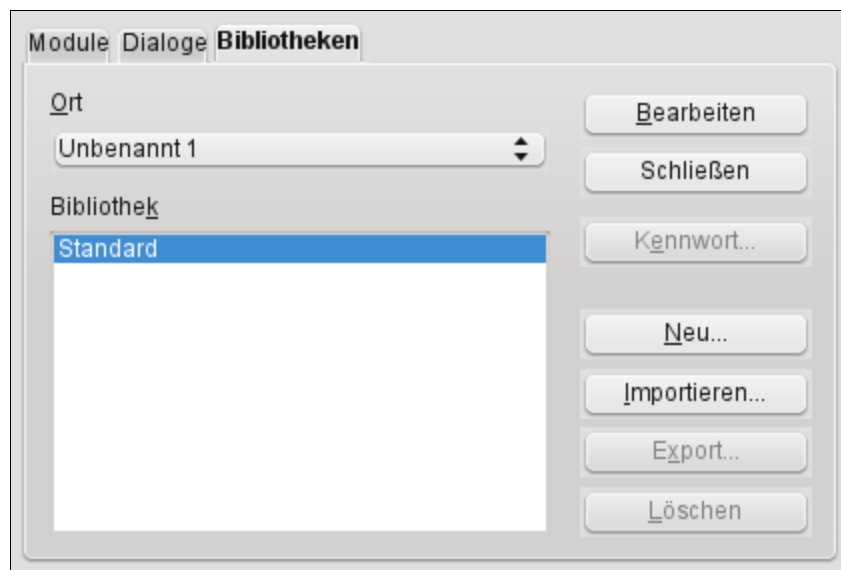 Module Dialoge Bibliotheken
Ort
Unbenannt 1
Bibliothek
Standard
Bearbeiten
Schließen
Kennwort...
Neu...
Importieren...
Export...
Löschen